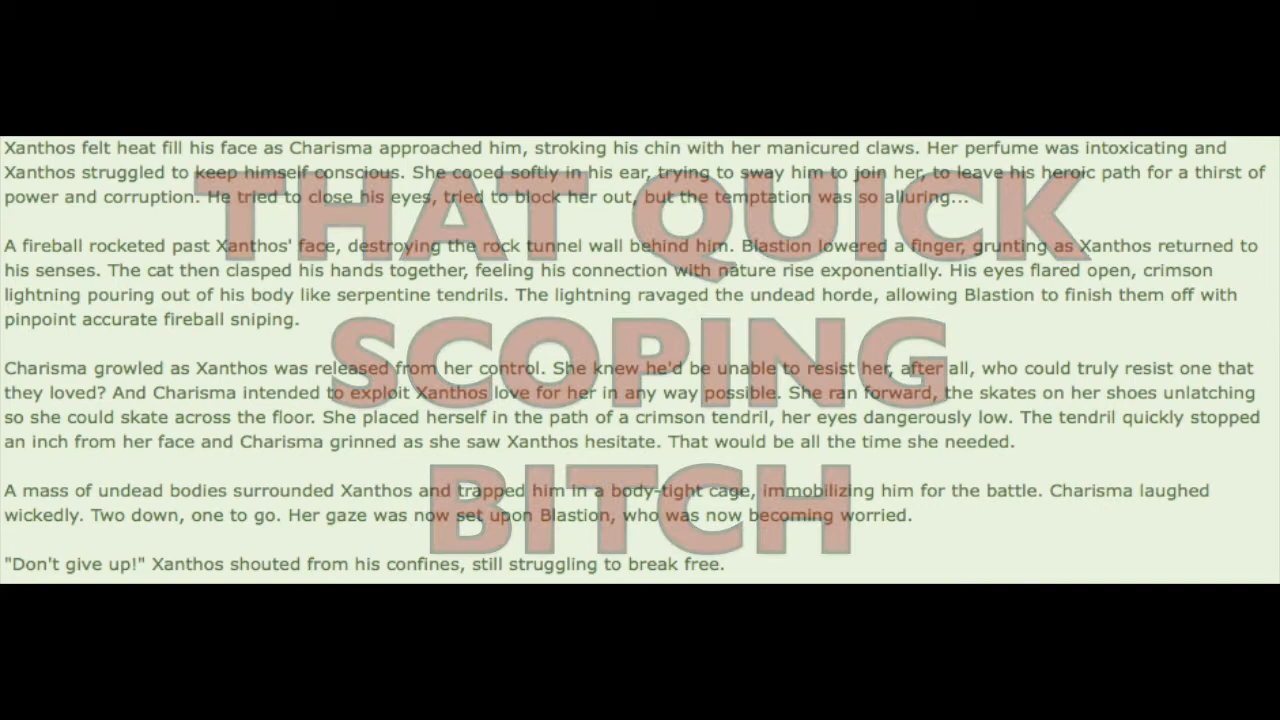 Xanthos felt heat fill his face as Charisma approached him, stroking his chin with her manicured claws. Her perfume was intoxicating and
Xanthos struggled to keep himself conscious. She cooed softly in his ear, trying to sway him to join her, to leave his heroic path for a thirst of
power and corruption. He tried to close his eyes, tried to block her out, but the temptation was so alluring...
A fireball rocketed past Xanthos' face, destroying the rock tunnel wall behind him. Blastion lowered a finger, grunting as Xanthos returned to
his senses. The cat then clasped his hands together, feeling his connection with nature rise exponentially. His eyes flared open, crimson
lightning pouring out of his body like serpentine tendrils. The lightning ravaged the undead horde, allowing Blastion to finish them off with
pinpoint accurate fireball sniping.
Charisma growled as Xanthos was released from her control. She knew he'd be unable to resist her, after all, who could truly resist one that
they loved? And Charisma intended to exploit Xanthos love for her in any way possible. She ran forward, the skates on her shoes unlatching
so she could skate across the floor. She placed herself in the path of a crimson tendril, her eyes dangerously low. The tendril quickly stopped
an inch from her face and Charisma grinned as she saw Xanthos hesitate. That would be all the time she needed.
A mass of undead bodies surrounded Xanthos and trapped him in a body-tight cage, immobilizing him for the battle. Charisma laughed
wickedly. Two down, one to go. Her gaze was now set upon Blastion, who was now becoming worried.
"Don't give up!" Xanthos shouted from his confines, still struggling to break free.
THAT QUICK
SCOPING
BITCH